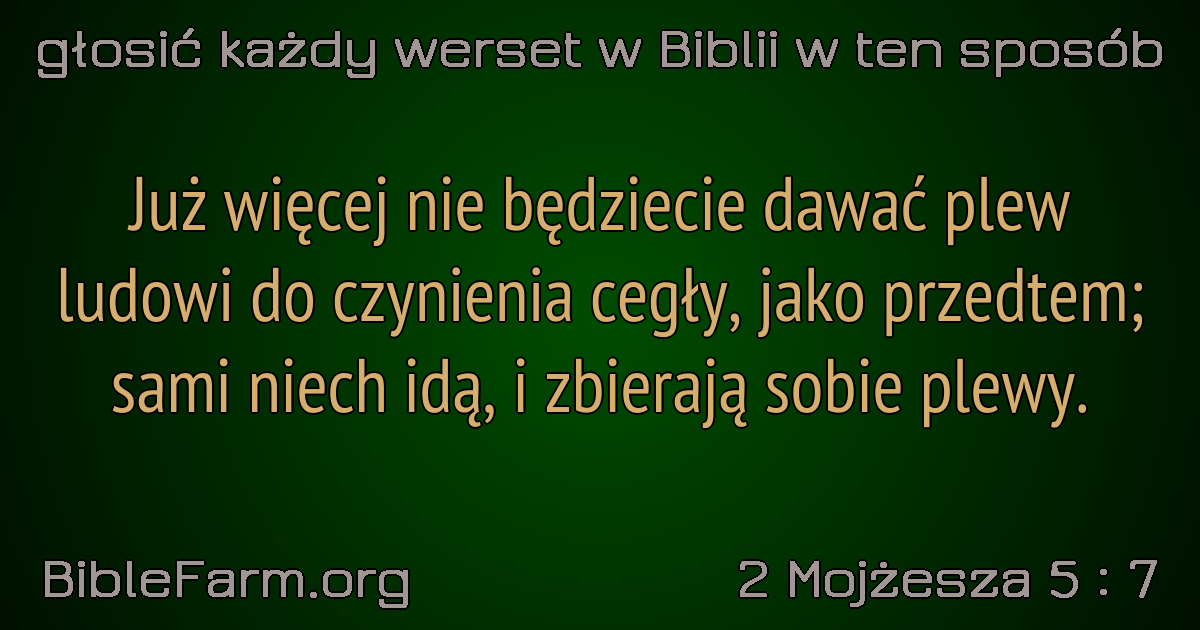 głosić każdy werset w Biblii w ten sposób
Już więcej nie będziecie dawać plew
ludowi do czynienia cegły, jako przedtem;
sami niech idą, i zbierają sobie plewy.
BibleFarm.org
2 Mojżesza 5 : 7